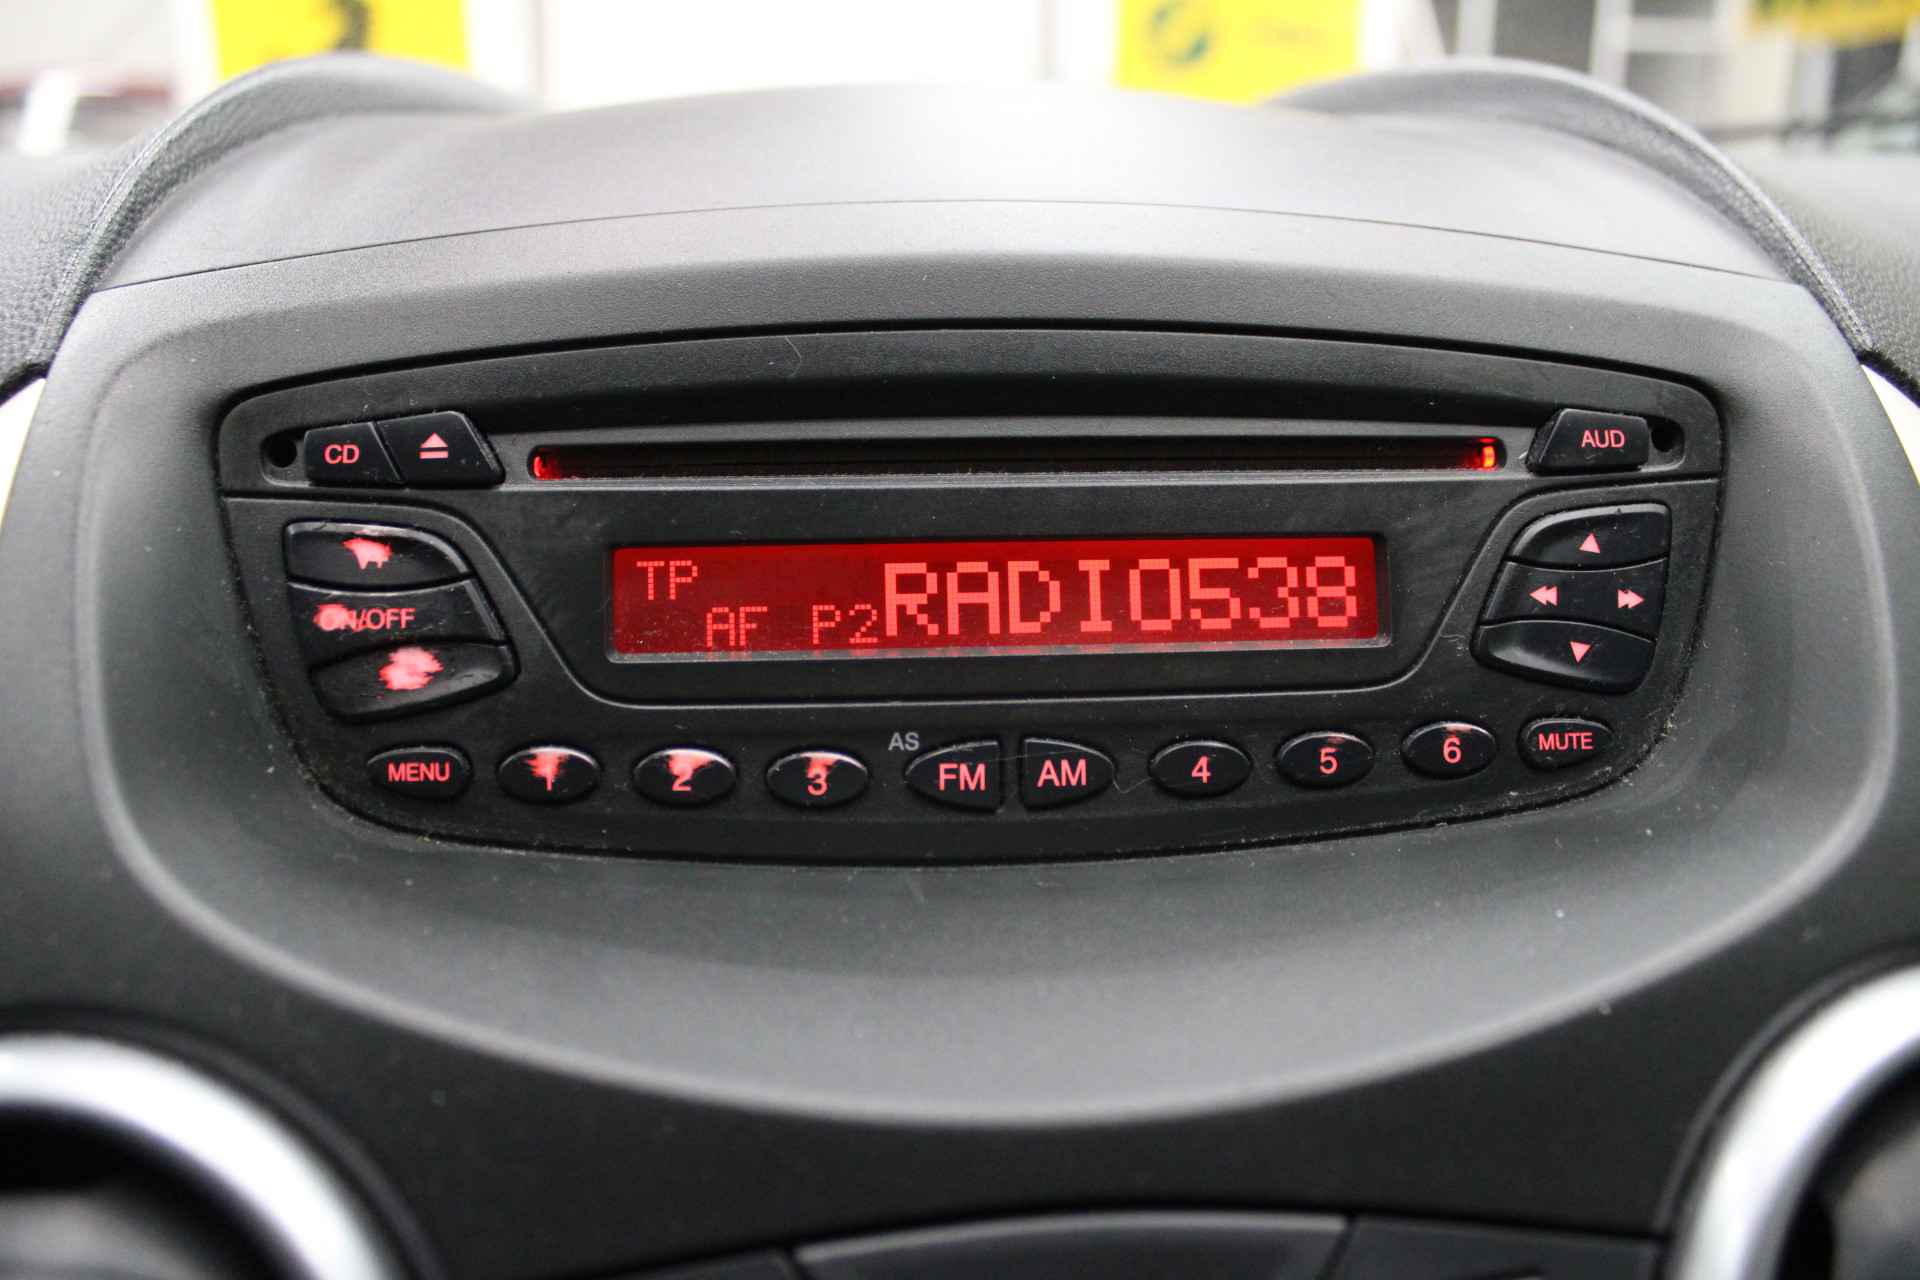 CD
AUD
TP
AF P2 RADIO538
ON/OFF
MENU 1 2 3 AS FM AM 4 5 6 MUTE